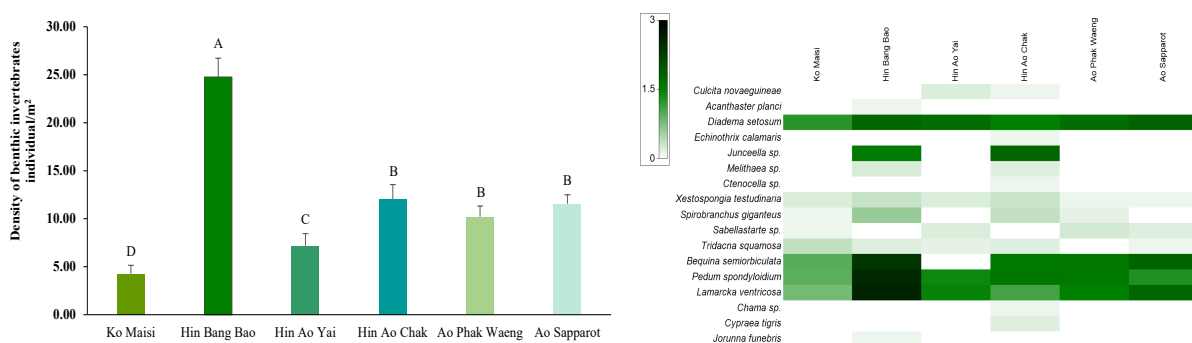 Density of benthic invertebrates
individual/m²
30.00
25.00
20.00
15.00
10.00
5.00
0.00
D
A
C
B
B
B
Ko Maisi
Hin Bang Bao
Hin Ao Yai
Hin Ao Chak
Ao Phak Waeng
Ao Sapparot
3
1.5
0
Ko Maisi
Hin Bang Bao
Hin Ao Yai
Hin Ao Chak
Ao Phak Waeng
Ao Sapparot
Culcita novaeguineae
Acanthaster planci
Diadema setosum
Echinothrix calamaris
Junceella sp.
Melithaea sp.
Ctenocella sp.
Xestospongia testudinaria
Spirobranchus giganteus
Sabellastarte sp.
Tridacna squamosa
Bequina semiorbiculata
Pedum spondyloidium
Lamarcka ventricosa
Chama sp.
Cypraea tigris
Jorunna funebris